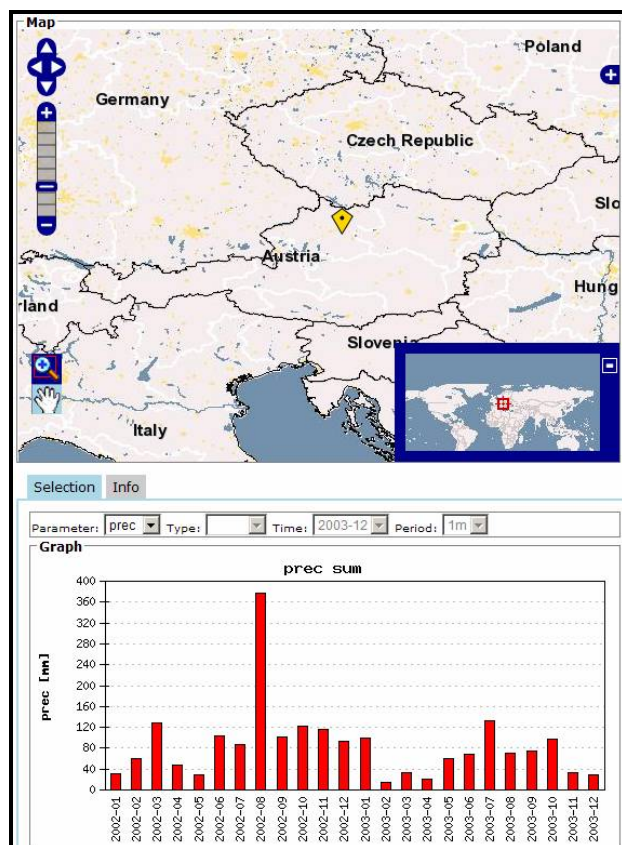 Map
Poland
Germany
Czech Republic
Slo
Austria
Hung
rland
Slovenia
Italy
Selection Info
Parameter: prec Type: Time: 2003-12 Period: 1m
Graph
prec sum
prec [mm]
400
360
320
280
240
200
160
120
80
40
0
2002-01
2002-02
2002-03
2002-04
2002-05
2002-06
2002-07
2002-08
2002-09
2002-10
2002-11
2002-12
2003-01
2003-02
2003-03
2003-04
2003-05
2003-06
2003-07
2003-08
2003-09
2003-10
2003-11
2003-12